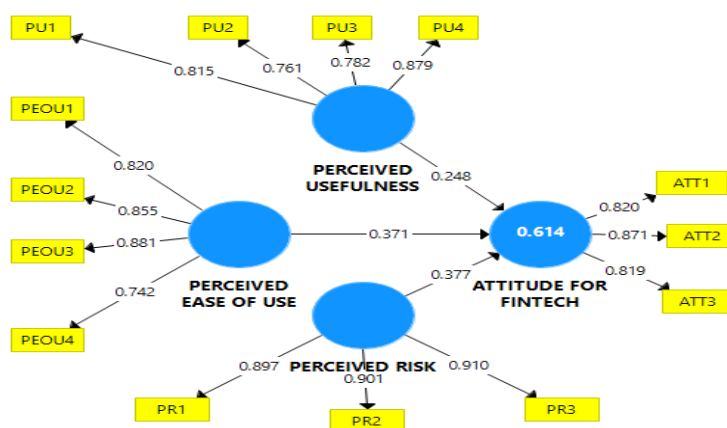 PU1
PU2
PU3
PU4
0.815
0.761
0.782
0.879
PEOU1
PEOU2
PEOU3
PEOU4
0.820
0.855
0.881
0.742
PERCEIVED
USEFULNESS
0.248
PERCEIVED
EASE OF USE
0.371
0.614
ATTITUDE FOR
FINTECH
0.377
ATT1
ATT2
ATT3
0.820
0.871
0.819
PERCEIVED RISK
0.897
0.901
0.910
PR1
PR2
PR3